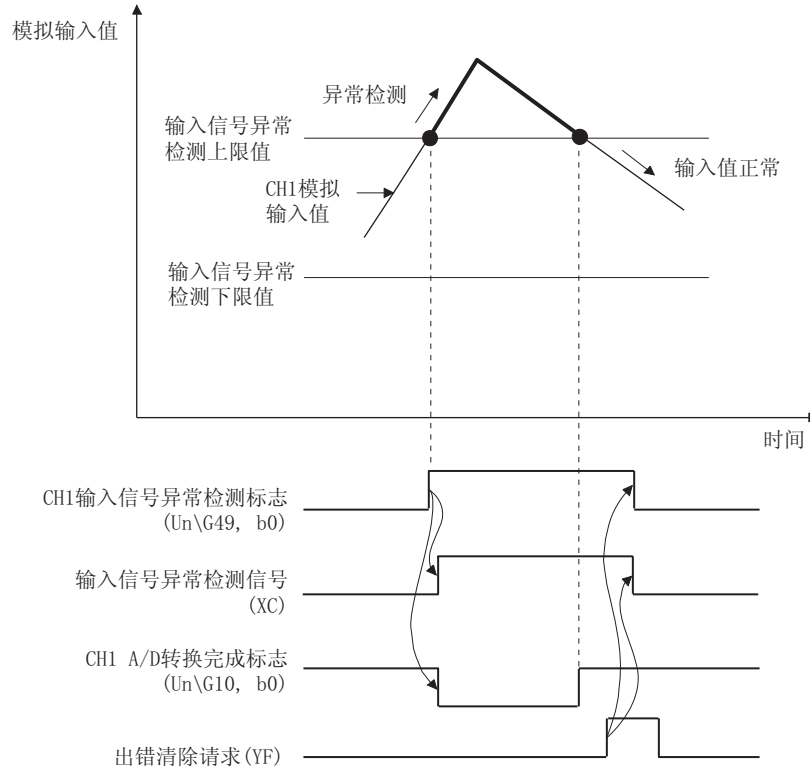 模拟输入值
异常检测
输入信号异常
检测上限值
输入值正常
CH1模拟
输入值
输入信号异常
检测下限值
时间
CH1输入信号异常检测标志
(Un\G49, b0)
输入信号异常检测信号
(XC)
CH1 A/D转换完成标志
(Un\G10, b0)
出错清除请求(YF)